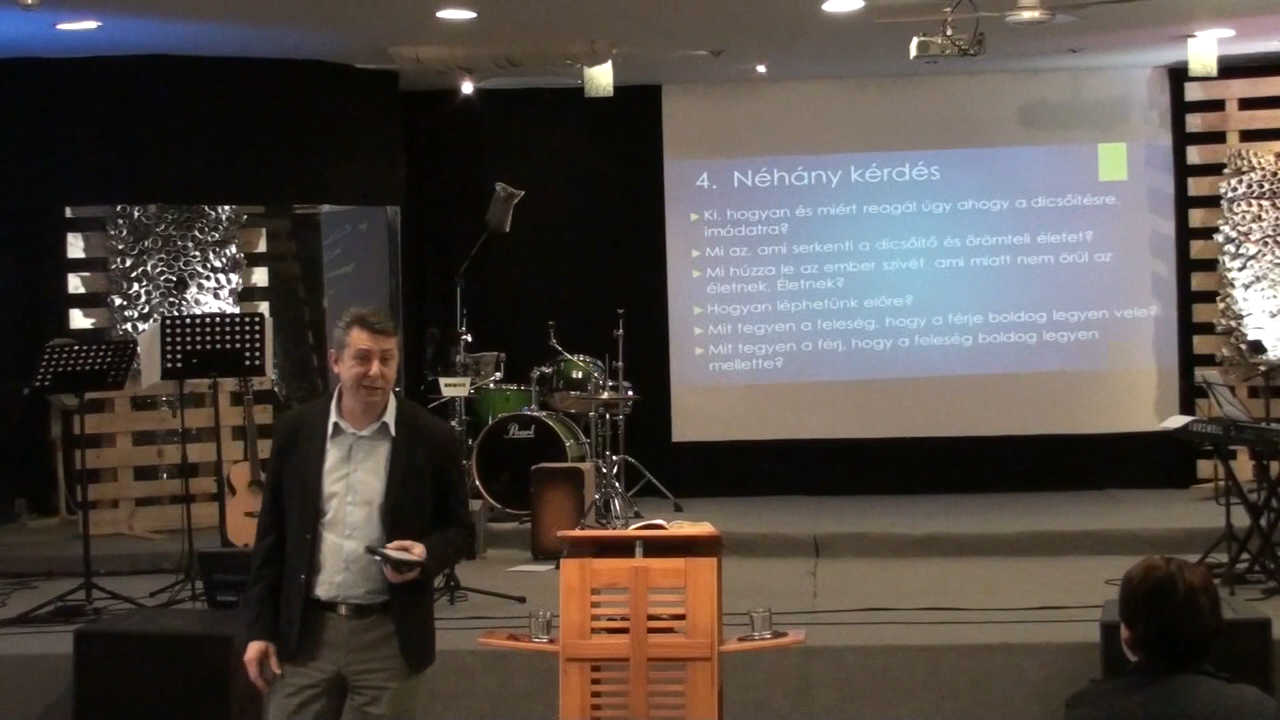 4. Néhány kérdés
Ki, hogyan és miért reagál úgy ahogy a dicsőítésre,
imádatra?
Mi az, ami serkenti a dicsőítő és örömteli életet?
Mi húzza le az ember szívét, ami miatt nem örül az
életnek, Életnek?
Hogyan léphetünk előre?
Mit tegyen a feleség, hogy a férje boldog legyen vele?
Mit tegyen a férj, hogy a feleség boldog legyen
mellette?
Pearl